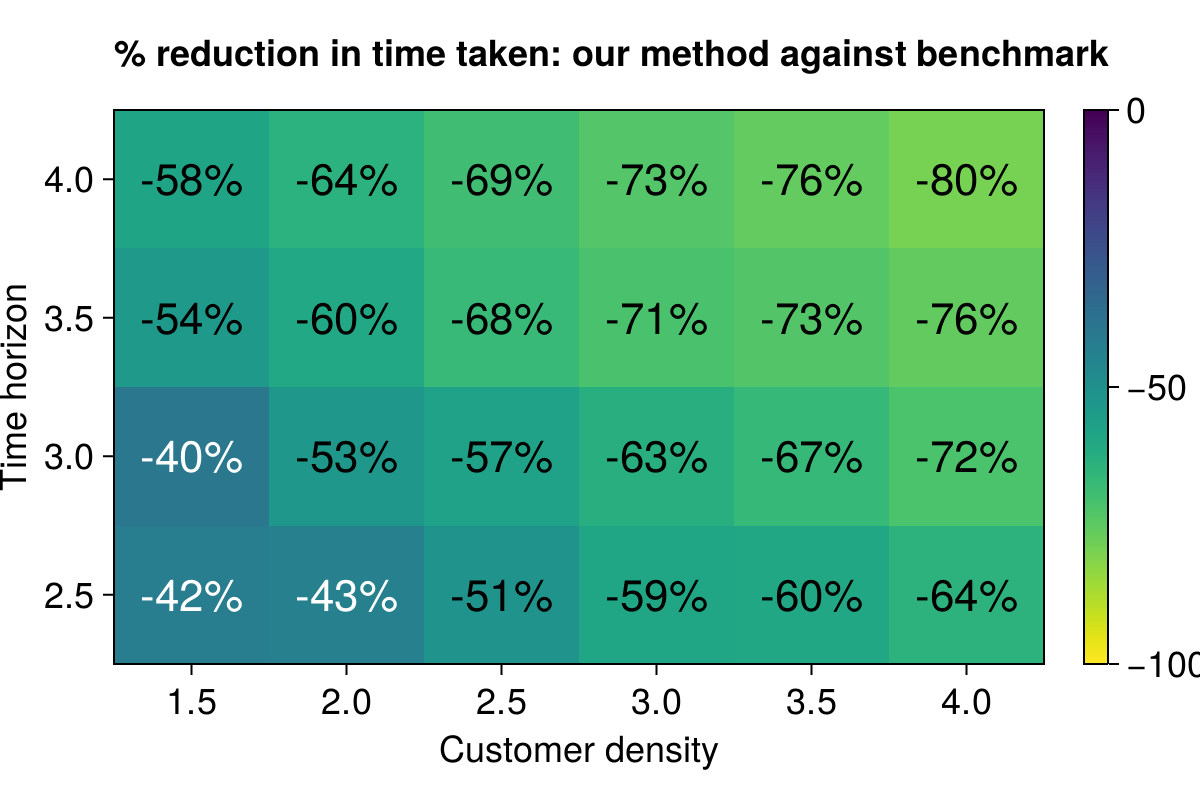 % reduction in time taken: our method against benchmark
Time horizon
4.0 -58% -64% -69% -73% -76% -80%
3.5 -54% -60% -68% -71% -73% -76%
3.0 -40% -53% -57% -63% -67% -72%
2.5 -42% -43% -51% -59% -60% -64%
1.5 2.0 2.5 3.0 3.5 4.0
Customer density
0
−50
−100